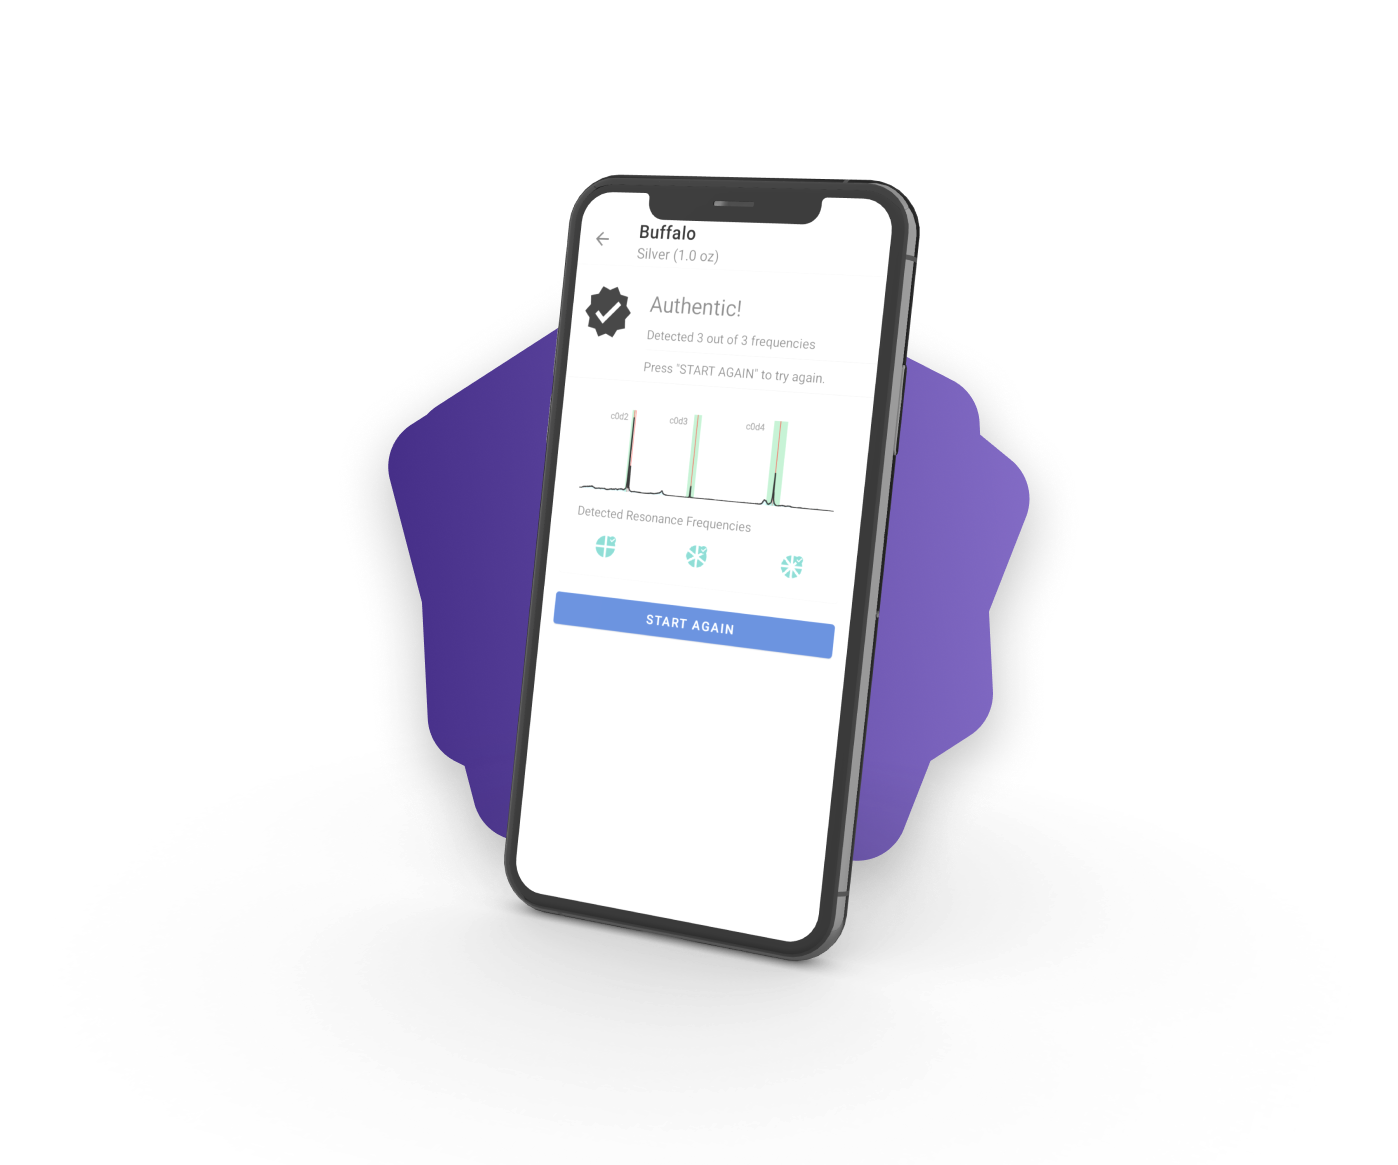 Buffalo
Silver (1.0 oz)
Authentic!
Detected 3 out of 3 frequencies
Press "START AGAIN" to try again.
c0d2 c0d3 c0d4
Detected Resonance Frequencies
START AGAIN